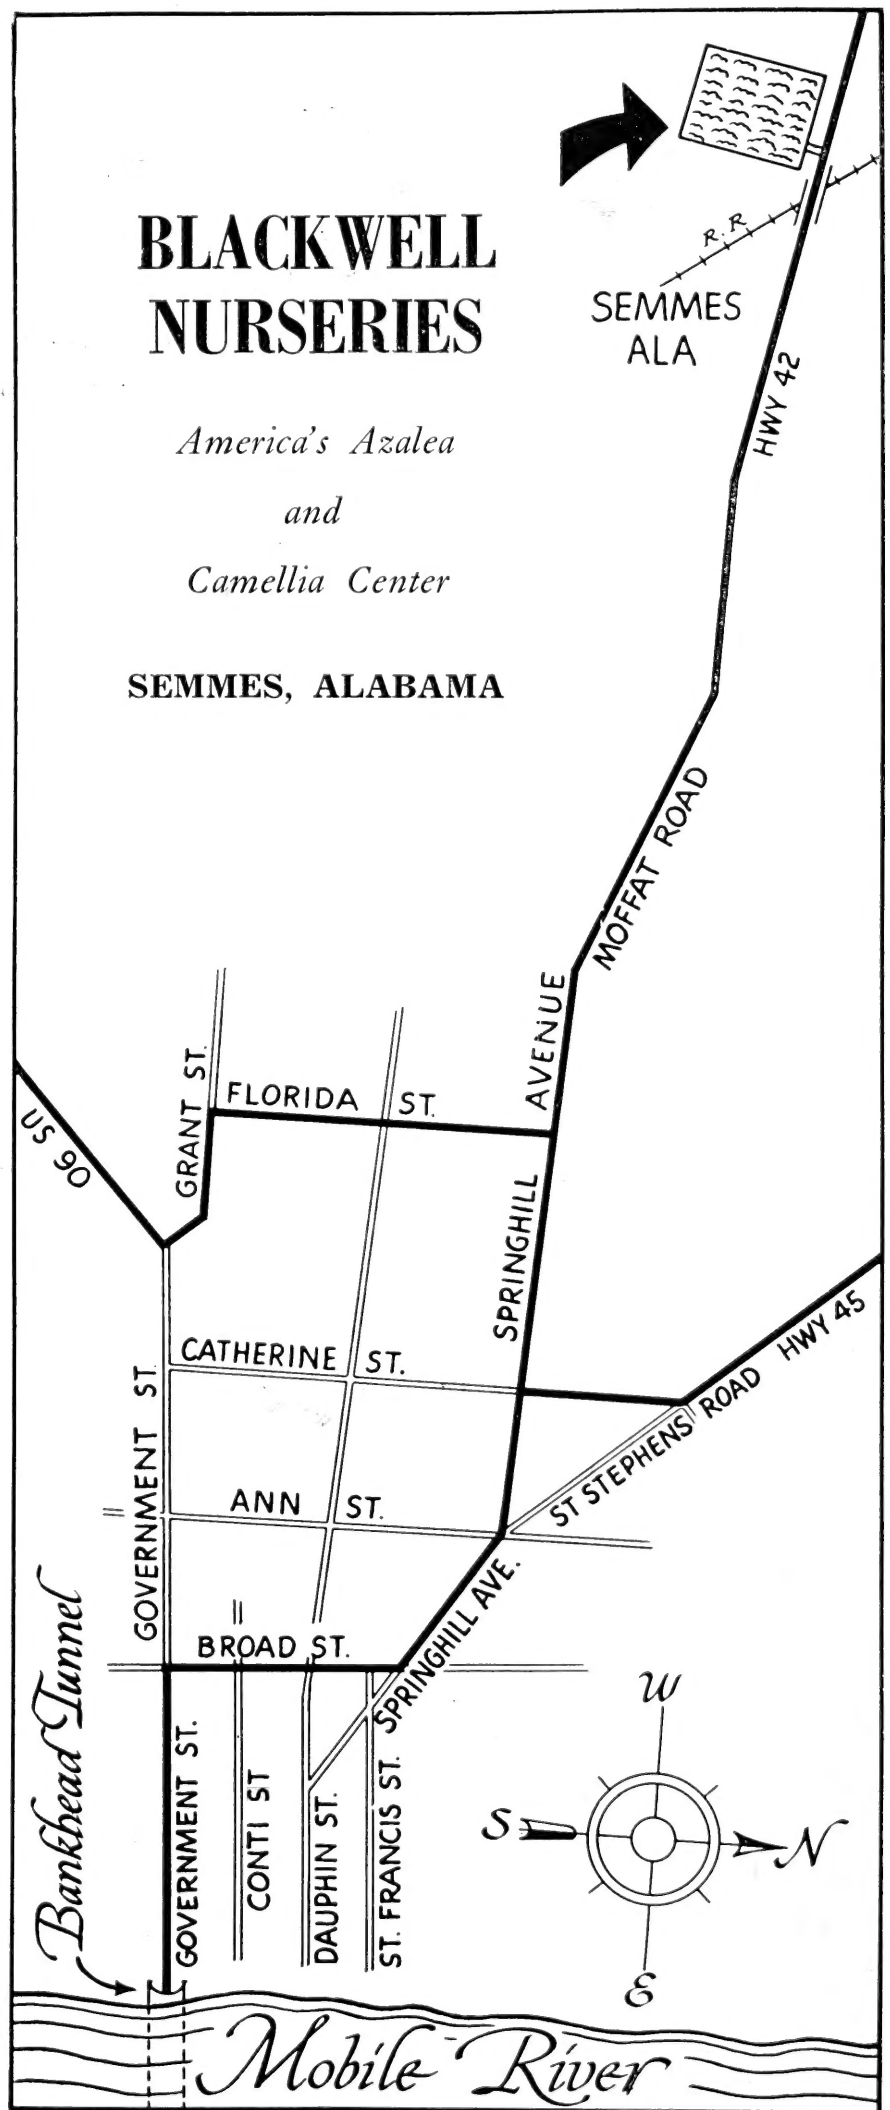 BLACKWELL
NURSERIES
America's Azalea
and
Camellia Center
SEMMES, ALABAMA
R.R
SEMMES
ALA
HWY 42
MOFFAT ROAD
SPRINGHILL AVENUE
FLORIDA ST.
GRANT ST.
US 90
CATHERINE ST.
HWY 45
ST STEPHENS ROAD
GOVERNMENT ST.
ANN ST.
SPRINGHILL AVE.
BROAD ST.
Bankhead Tunnel
GOVERNMENT ST.
CONTI ST
DAUPHIN ST.
ST. FRANCIS ST.
W
S
N
E
Mobile River